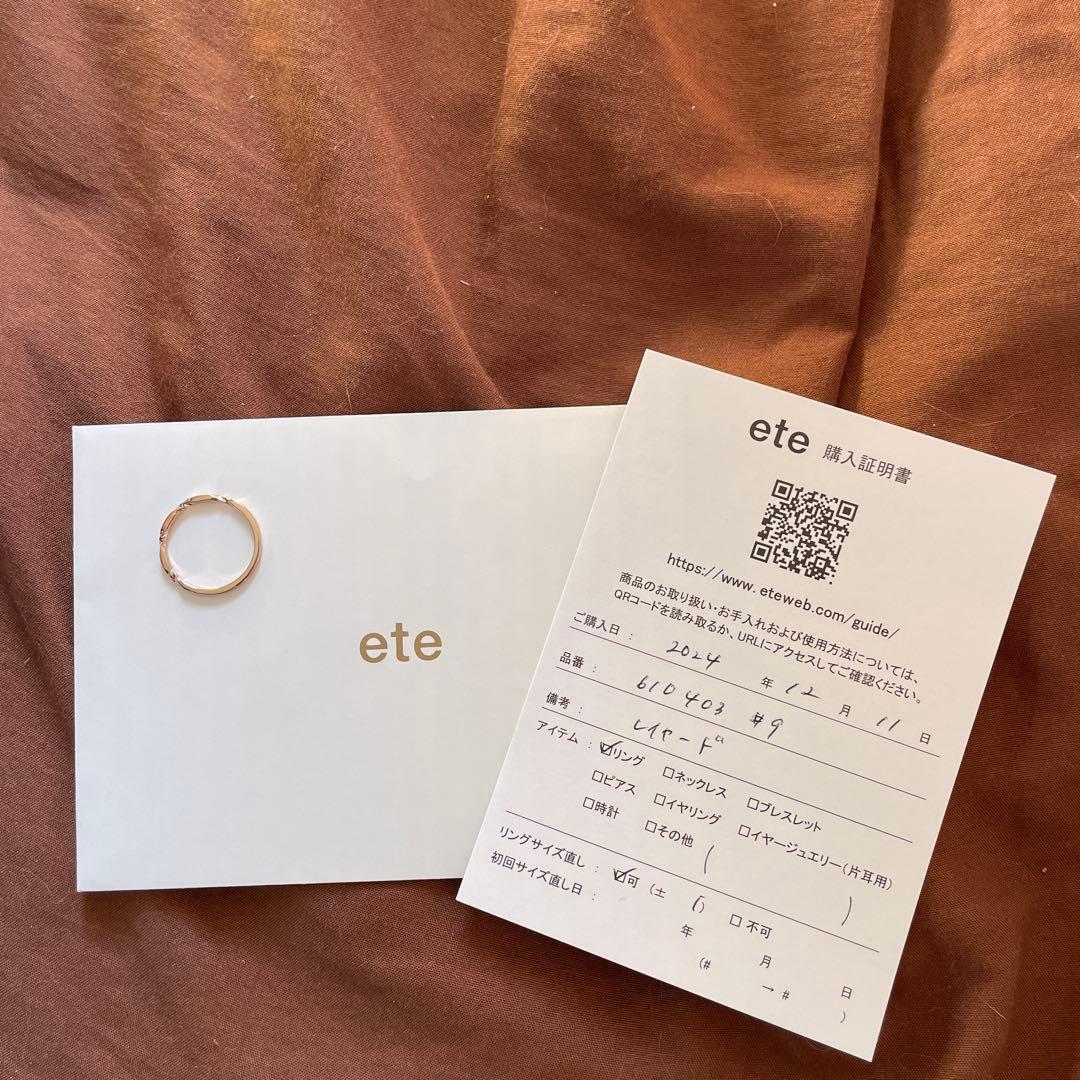 ete
ete 購入証明書
https://www.eteweb.com/guide/
商品のお取り扱い・お手入れおよび使用方法については、
QRコードを読み取るか、URLにアクセスしてご確認ください。
ご購入日： 2024 年 12 月 11 日
品番： 610403 #9
備考： レイヤード
アイテム： ☑リング □ネックレス □ブレスレット
□ピアス □イヤリング □イヤージュエリー（片耳用）
□時計 □その他（ ）
リングサイズ直し： ☑可（± ） □不可
初回サイズ直し日： 年 月 日
（# → # ）